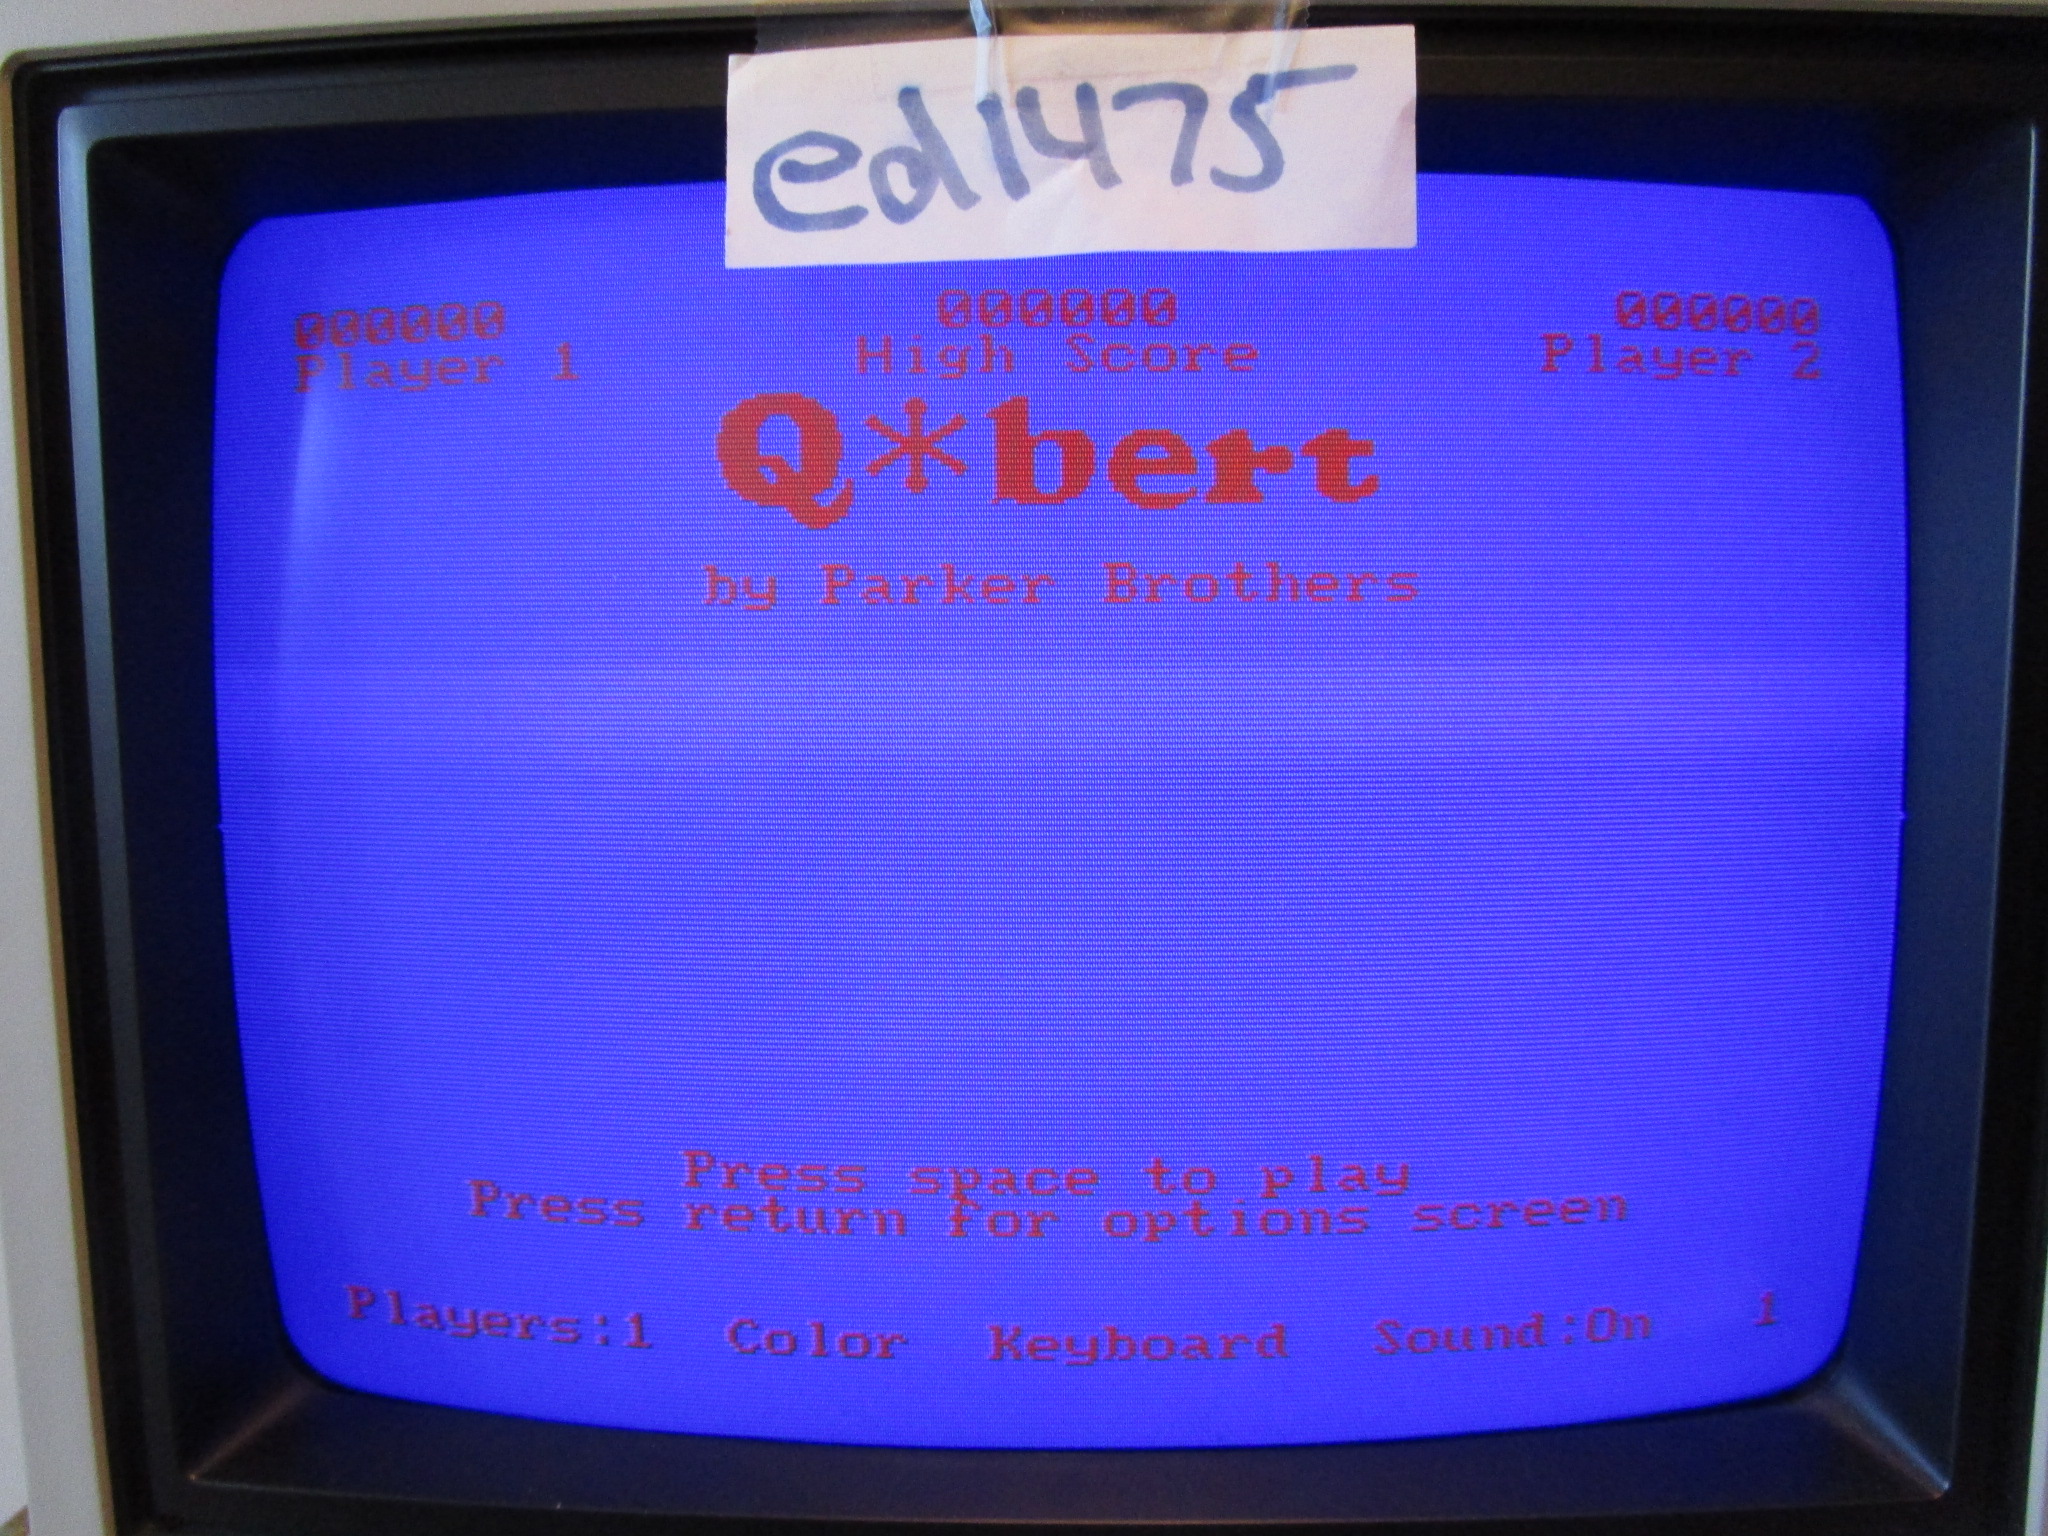 ed1475
000000 000000 000000
Player 1 High Score Player 2
Q*bert
by Parker Brothers
Press space to play
Press return for options screen
Players:1 Color Keyboard Sound:On 1